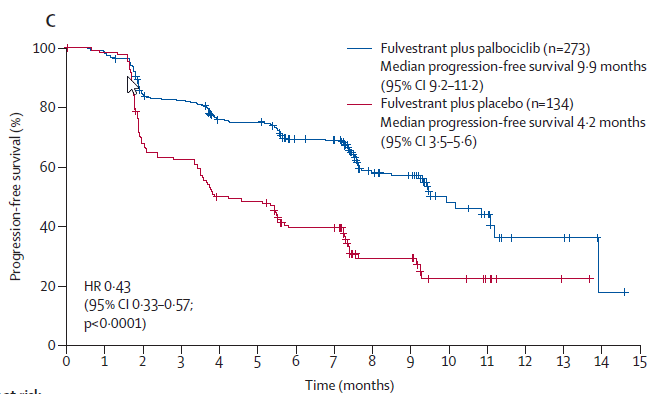 C
Fulvestrant plus palbociclib (n=273)
Median progression-free survival 9·9 months
(95% CI 9·2–11·2)
Fulvestrant plus placebo (n=134)
Median progression-free survival 4·2 months
(95% CI 3·5–5·6)
Progression-free survival (%)
100
80
60
40
20
0
HR 0·43
(95% CI 0·33–0·57;
p<0·0001)
0 1 2 3 4 5 6 7 8 9 10 11 12 13 14 15
Time (months)